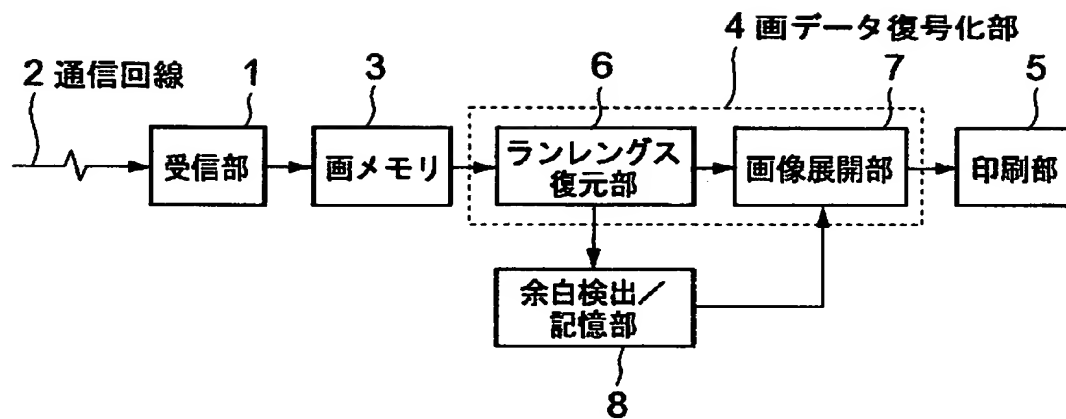 4 画データ復号化部
2 通信回線
1
3
6
7
5
受信部
画メモリ
ランレングス
復元部
画像展開部
印刷部
余白検出/
記憶部
8